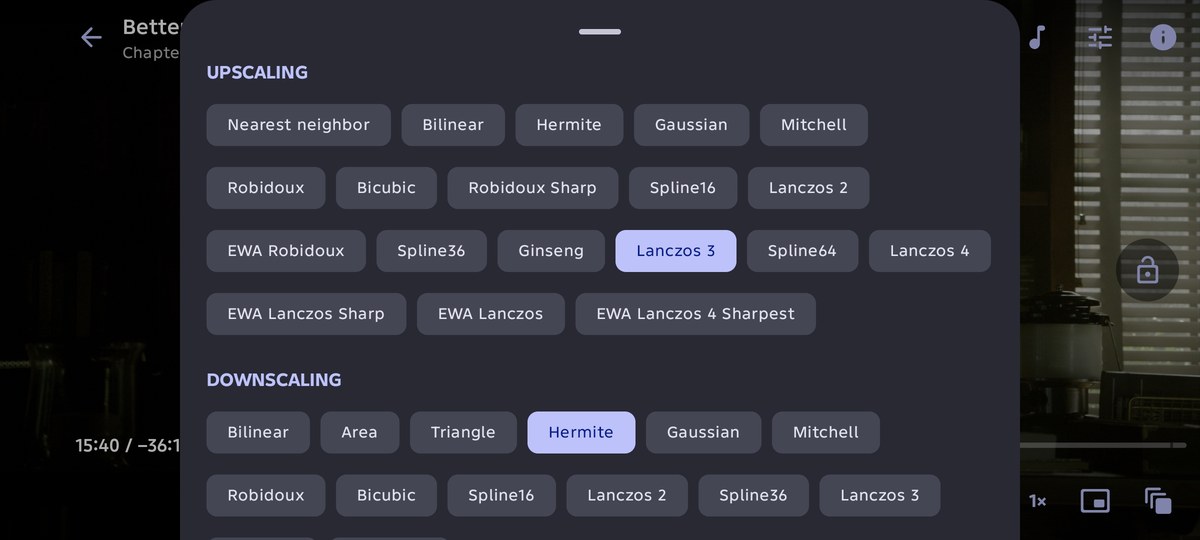 Bette
Chapte
UPSCALING
Nearest neighbor Bilinear Hermite Gaussian Mitchell
Robidoux Bicubic Robidoux Sharp Spline16 Lanczos 2
EWA Robidoux Spline36 Ginseng Lanczos 3 Spline64 Lanczos 4
EWA Lanczos Sharp EWA Lanczos EWA Lanczos 4 Sharpest
DOWNSCALING
Bilinear Area Triangle Hermite Gaussian Mitchell
15:40 / –36:1
Robidoux Bicubic Spline16 Lanczos 2 Spline36 Lanczos 3
1×